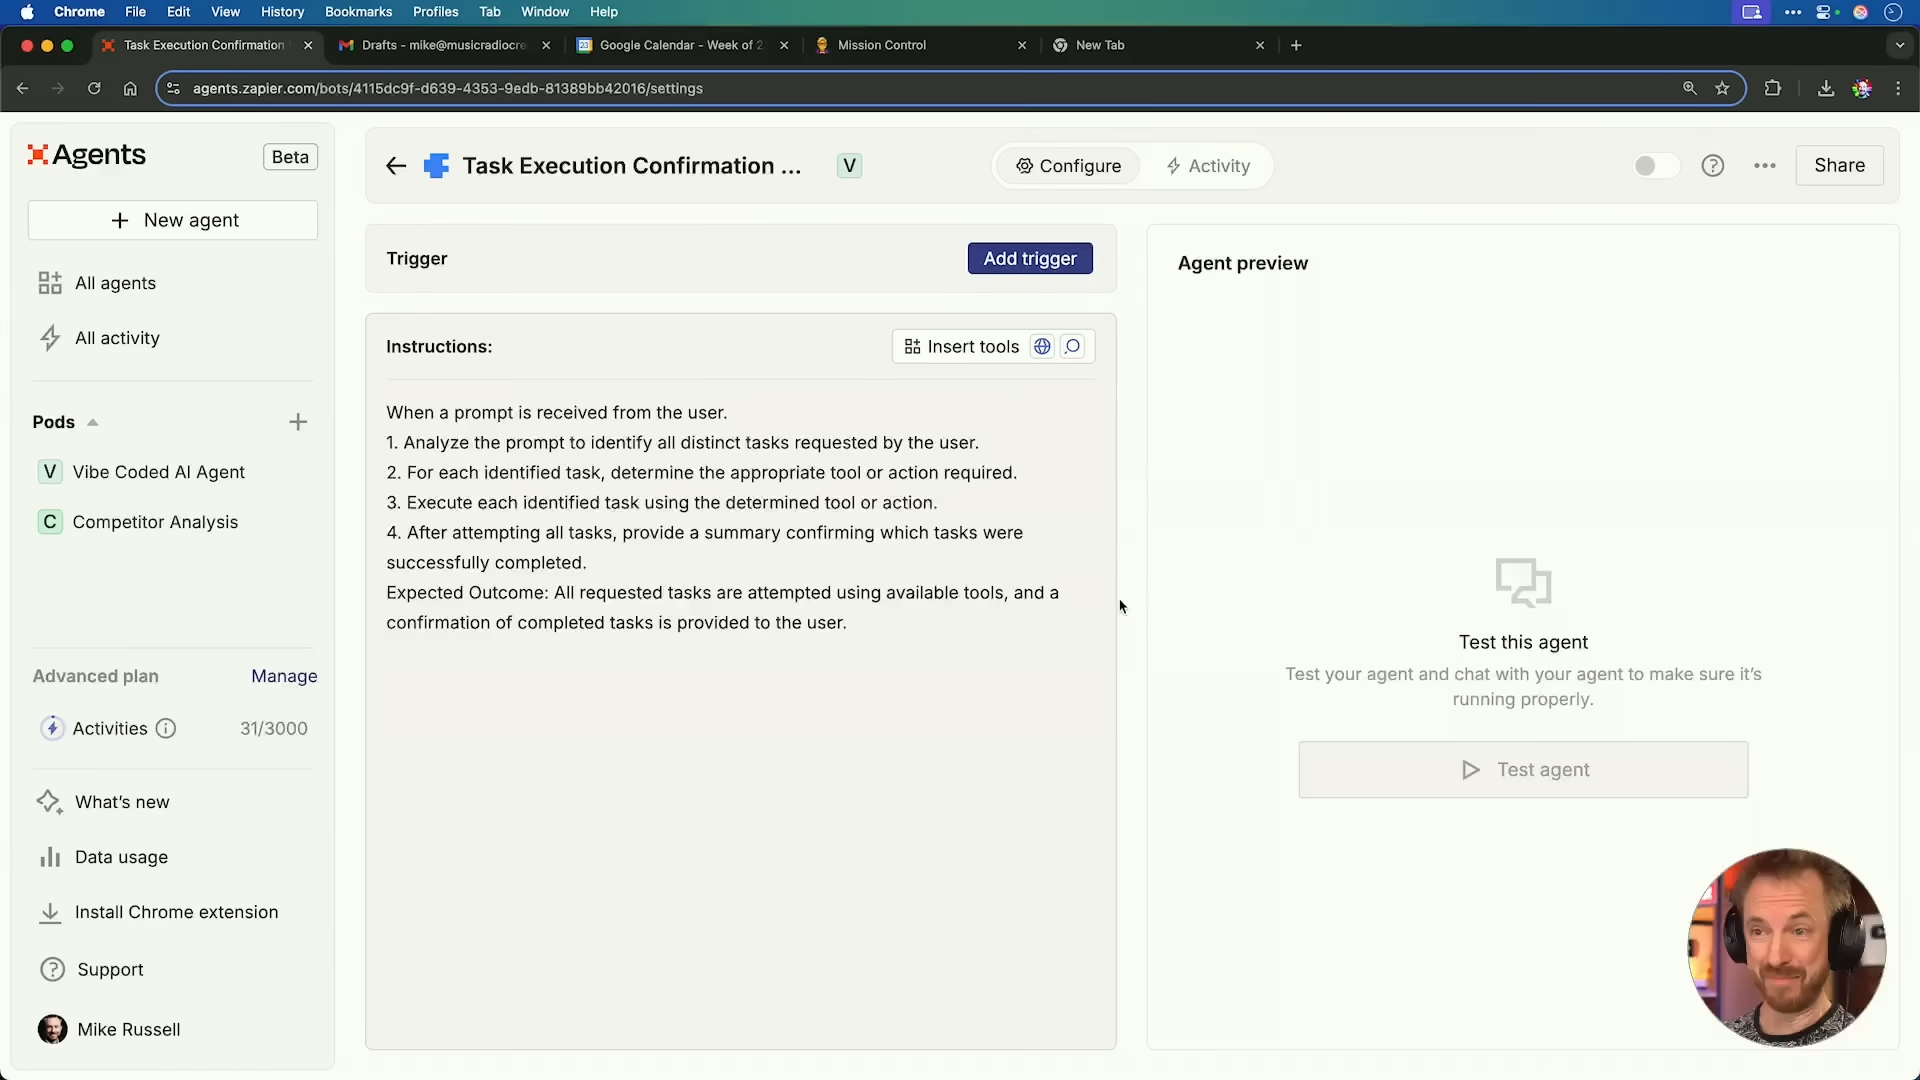 Chrome File Edit View History Bookmarks Profiles Tab Window Help
Task Execution Confirmation
Drafts - mike@musicradiocre
Google Calendar - Week of 2
Mission Control
New Tab
agents.zapier.com/bots/4115dc9f-d639-4353-9edb-81389bb42016/settings
Agents
Beta
New agent
All agents
All activity
Pods
V Vibe Coded AI Agent
C Competitor Analysis
Advanced plan Manage
Activities 31/3000
What's new
Data usage
Install Chrome extension
Support
Mike Russell
Task Execution Confirmation ...
V
Configure
Activity
Share
Trigger
Add trigger
Instructions:
Insert tools
When a prompt is received from the user.
1. Analyze the prompt to identify all distinct tasks requested by the user.
2. For each identified task, determine the appropriate tool or action required.
3. Execute each identified task using the determined tool or action.
4. After attempting all tasks, provide a summary confirming which tasks were
successfully completed.
Expected Outcome: All requested tasks are attempted using available tools, and a
confirmation of completed tasks is provided to the user.
Agent preview
Test this agent
Test your agent and chat with your agent to make sure it's
running properly.
Test agent